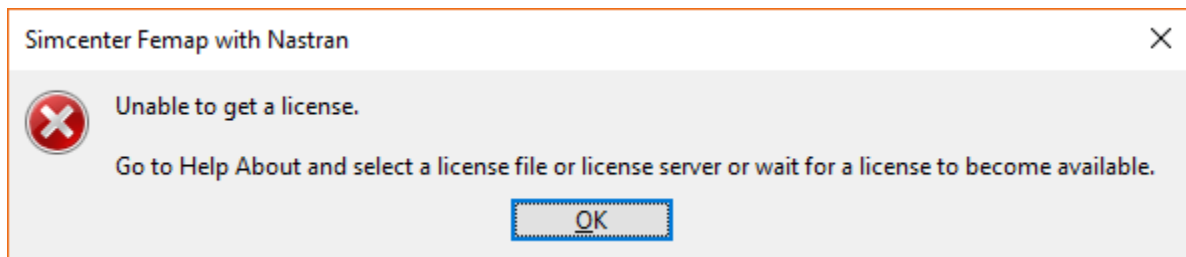 Simcenter Femap with Nastran
Unable to get a license.
Go to Help About and select a license file or license server or wait for a license to become available.
OK